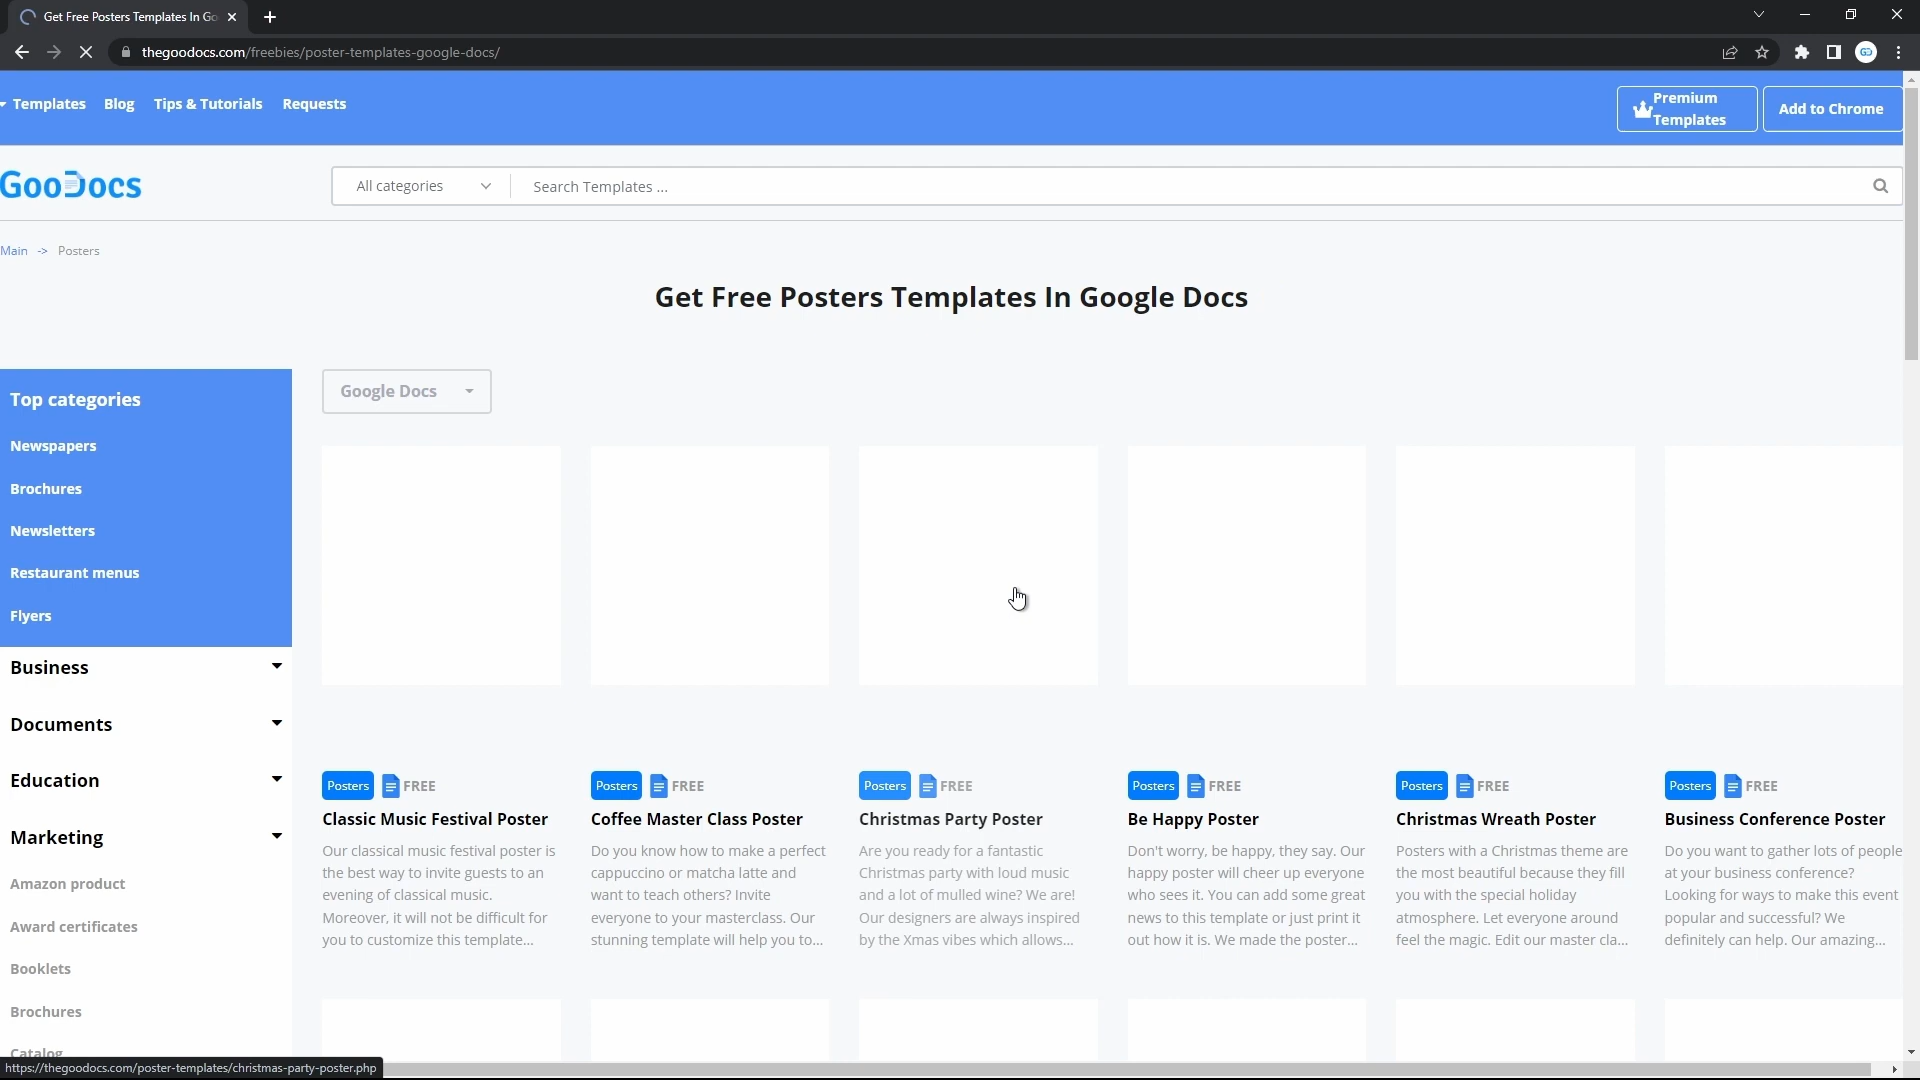 Get Free Posters Templates In Go
thegoodocs.com/freebies/poster-templates-google-docs/
Templates Blog Tips & Tutorials Requests
Premium
Templates
Add to Chrome
GooDocs
All categories
Search Templates ...
Main -> Posters
Get Free Posters Templates In Google Docs
Top categories
Newspapers
Brochures
Newsletters
Restaurant menus
Flyers
Business
Documents
Education
Marketing
Amazon product
Award certificates
Booklets
Brochures
Catalog
Google Docs
Posters FREE
Classic Music Festival Poster
Our classical music festival poster is
the best way to invite guests to an
evening of classical music.
Moreover, it will not be difficult for
you to customize this template...
Posters FREE
Coffee Master Class Poster
Do you know how to make a perfect
cappuccino or matcha latte and
want to teach others? Invite
everyone to your masterclass. Our
stunning template will help you to...
Posters FREE
Christmas Party Poster
Are you ready for a fantastic
Christmas party with loud music
and a lot of mulled wine? We are!
Our designers are always inspired
by the Xmas vibes which allows...
Posters FREE
Be Happy Poster
Don't worry, be happy, they say. Our
happy poster will cheer up everyone
who sees it. You can add some great
news to this template or just print it
out how it is. We made the poster...
Posters FREE
Christmas Wreath Poster
Posters with a Christmas theme are
the most beautiful because they fill
you with the special holiday
atmosphere. Let everyone around
feel the magic. Edit our master cla...
Posters FREE
Business Conference Poster
Do you want to gather lots of people
at your business conference?
Looking for ways to make this event
popular and successful? We
definitely can help. Our amazing...
https://thegoodocs.com/poster-templates/christmas-party-poster.php